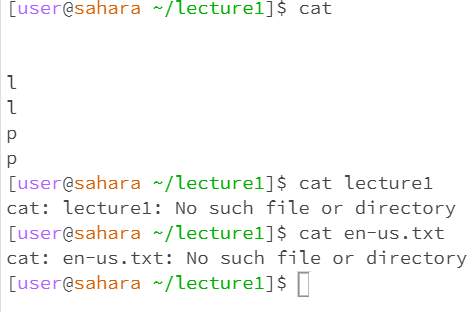 [user@sahara ~/lecture1]$ cat
l
l
p
p
[user@sahara ~/lecture1]$ cat lecture1
cat: lecture1: No such file or directory
[user@sahara ~/lecture1]$ cat en-us.txt
cat: en-us.txt: No such file or directory
[user@sahara ~/lecture1]$